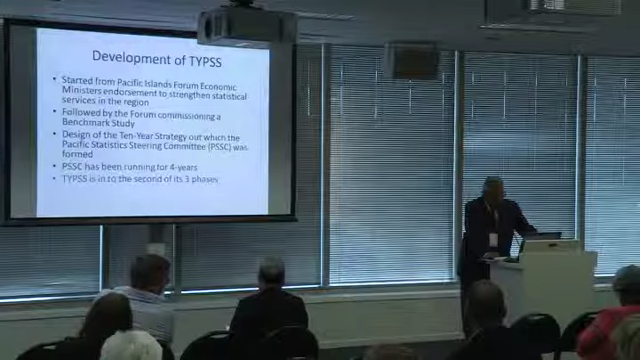 Development of TYPSS
• Started from Pacific Islands Forum Economic
Ministers endorsement to strengthen statistical
services in the region
• Followed by the Forum commissioning a
Benchmark Study
• Design of the Ten-Year Strategy out which the
Pacific Statistics Steering Committee (PSSC) was
formed
• PSSC has been running for 4-years
• TYPSS is in to the second of its 3 phases